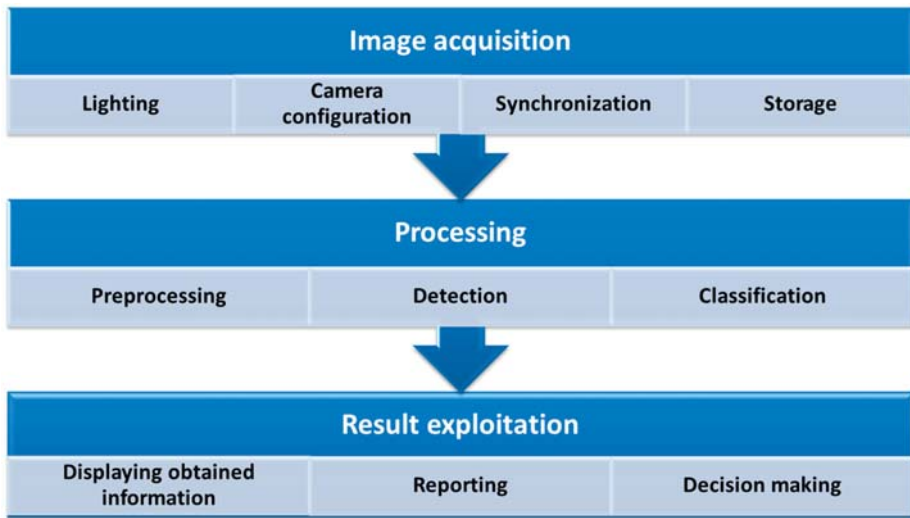 Image acquisition
Lighting
Camera
configuration
Synchronization
Storage
Processing
Preprocessing
Detection
Classification
Result exploitation
Displaying obtained
information
Reporting
Decision making